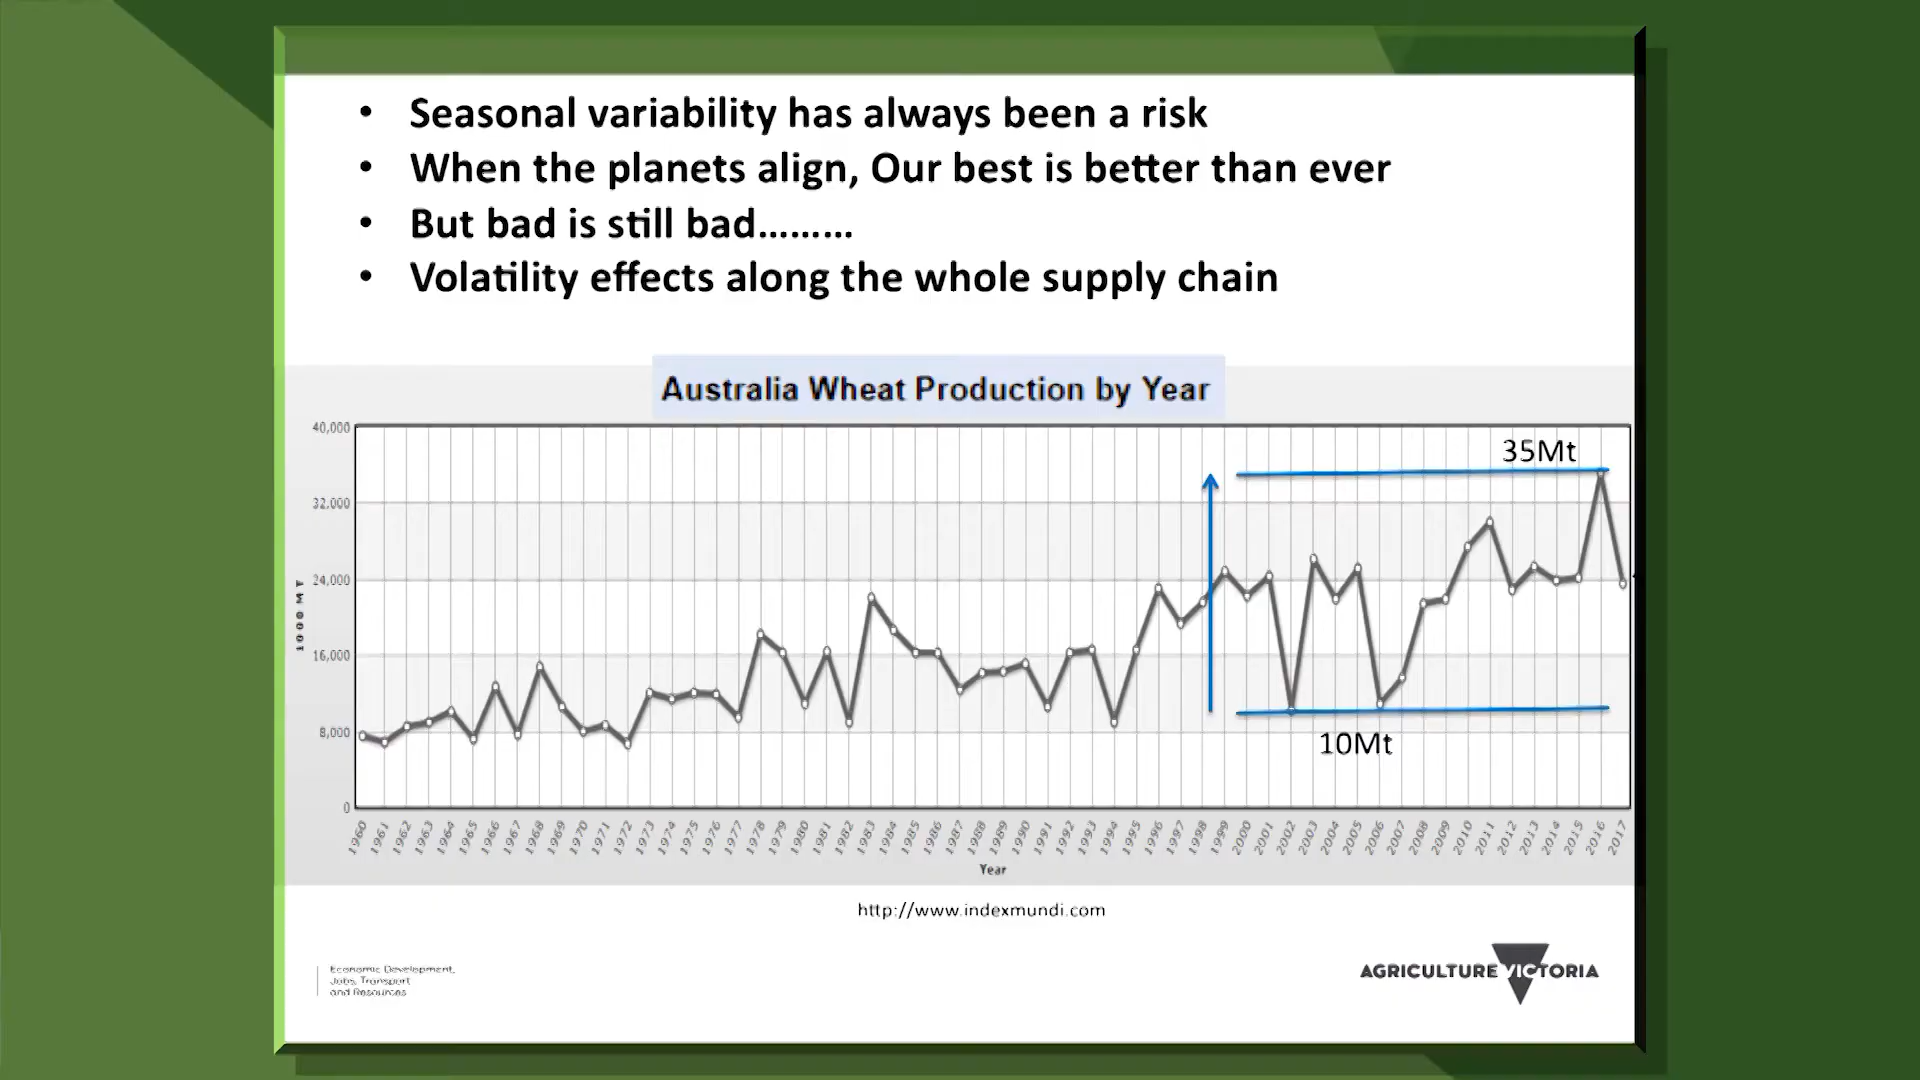 • Seasonal variability has always been a risk
• When the planets align, Our best is better than ever
• But bad is still bad.........
• Volatility effects along the whole supply chain
Australia Wheat Production by Year
40,000
35Mt
32,000
24,000
1000 MT
16,000
8,000
10Mt
0
1960 1961 1962 1963 1964 1965 1966 1967 1968 1969 1970 1971 1972 1973 1974 1975 1976 1977 1978 1979 1980 1981 1982 1983 1984 1985 1986 1987 1988 1989 1990 1991 1992 1993 1994 1995 1996 1997 1998 1999 2000 2001 2002 2003 2004 2005 2006 2007 2008 2009 2010 2011 2012 2013 2014 2015 2016 2017
Year
http://www.indexmundi.com
Economic Development,
Jobs, Transport
and Resources
AGRICULTURE VICTORIA